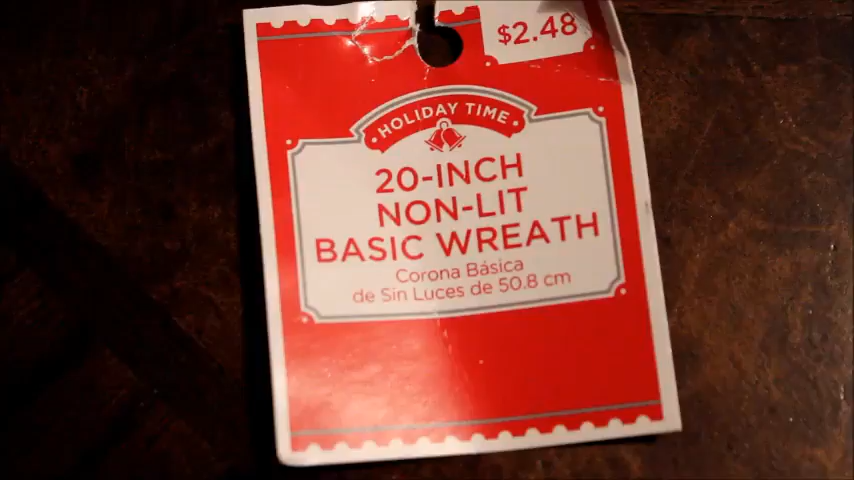 $2.48
HOLIDAY TIME
20-INCH
NON-LIT
BASIC WREATH
Corona Básica
de Sin Luces de 50.8 cm